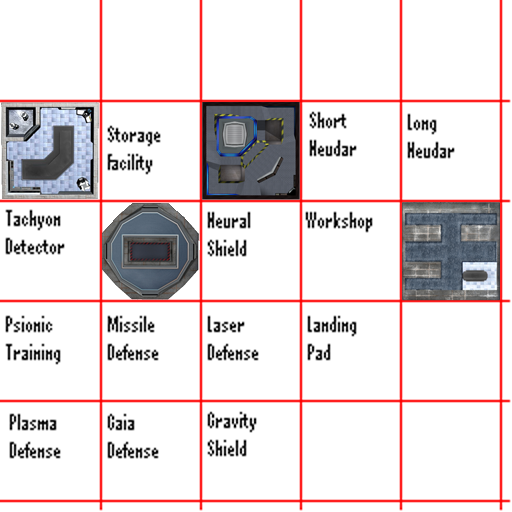 Storage
Facility
Short
Neudar
Long
Neudar
Tachyon
Detector
Neural
Shield
Workshop
Psionic
Training
Missile
Defense
Laser
Defense
Landing
Pad
Plasma
Defense
Gaia
Defense
Gravity
Shield